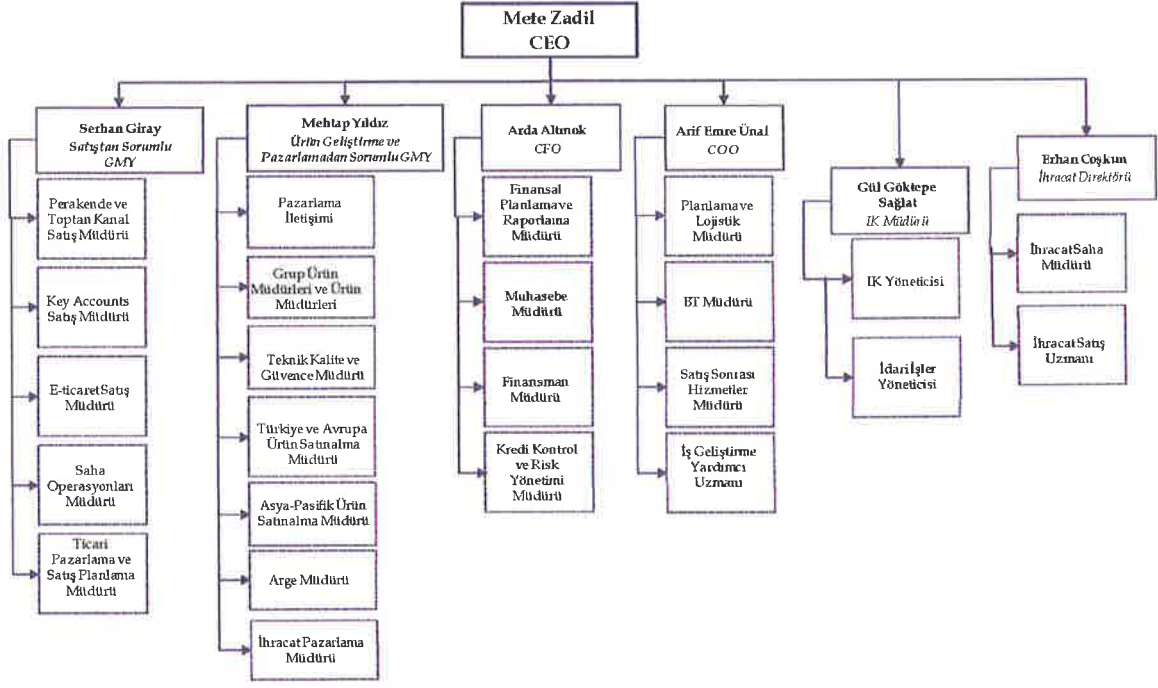 Mete Zadil
CEO
Serhan Giray
Satıştan Sorumlu
GMY
Perakende ve
Toptan Kanal
Satış Müdürü
Key Accounts
Satış Müdürü
E-ticaret Satış
Müdürü
Saha
Operasyonları
Müdürü
Ticari
Pazarlama ve
Satış Planlama
Müdürü
Mehtap Yıldız
Ürün Geliştirme ve
Pazarlamadan Sorumlu GMY
Pazarlama
İletişimi
Grup Ürün
Müdürleri ve Ürün
Müdürleri
Teknik Kalite ve
Güvence Müdürü
Türkiye ve Avrupa
Ürün Satınalma
Müdürü
Asya-Pasifik Ürün
Satınalma Müdürü
Arge Müdürü
İhracat Pazarlama
Müdürü
Arda Altınok
CFO
Finansal
Planlama ve
Raporlama
Müdürü
Muhasebe
Müdürü
Finansman
Müdürü
Kredi Kontrol
ve Risk
Yönetimi
Müdürü
Arif Emre Ünal
COO
Planlama ve
Lojistik
Müdürü
BT Müdürü
Satış Sonrası
Hizmetler
Müdürü
İş Geliştirme
Yardımcı
Uzmanı
Gül Göktepe
Sağlat
IK Müdürü
IK Yöneticisi
İdari İşler
Yöneticisi
Erhan Coşkun
İhracat Direktörü
İhracat Saha
Müdürü
İhracat Satış
Uzmanı